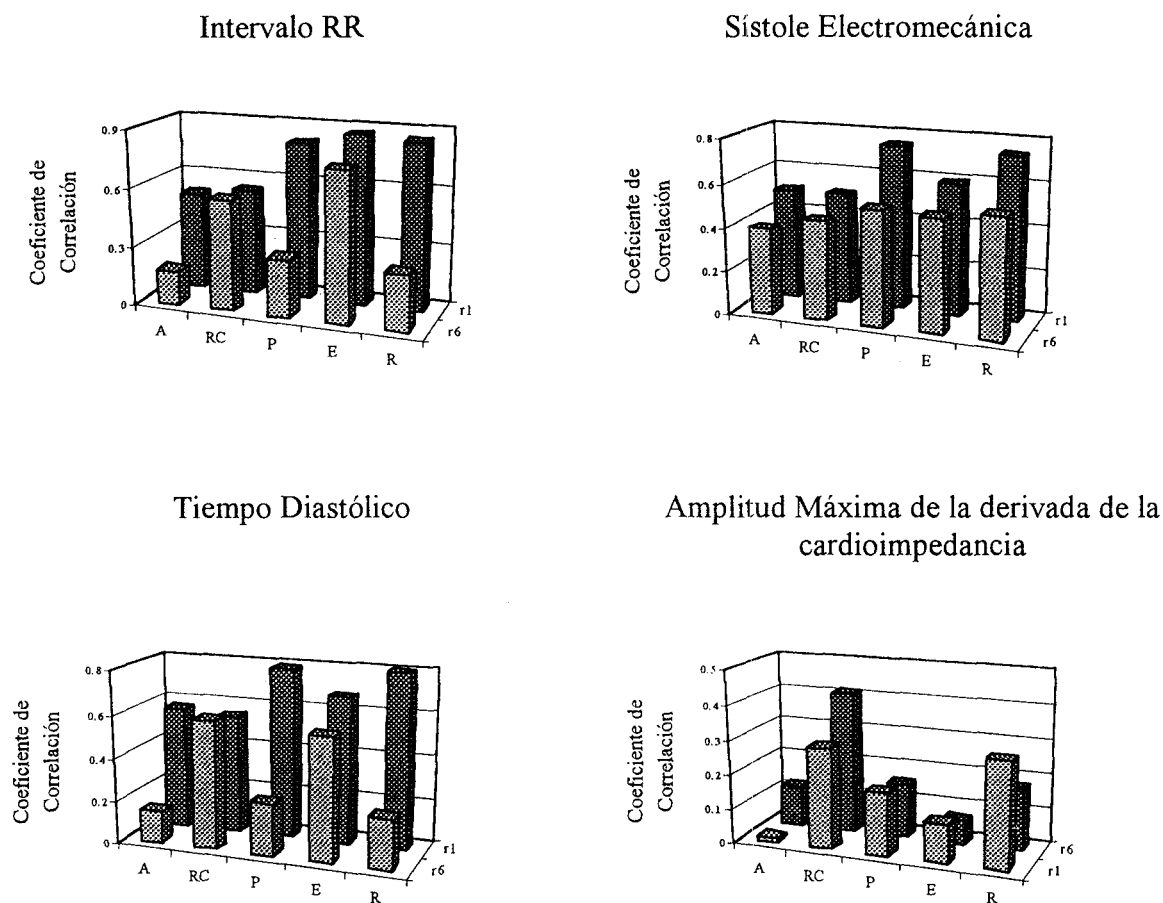 Intervalo RR
Coeficiente de
Correlación
0.9
0.6
0.3
0
A
RC
P
E
R
r1
r6
Sístole Electromecánica
Coeficiente de
Correlación
0.8
0.6
0.4
0.2
0
A
RC
P
E
R
r1
r6
Tiempo Diastólico
Coeficiente de
Correlación
0.8
0.6
0.4
0.2
0
A
RC
P
E
R
r1
r6
Amplitud Máxima de la derivada de la
cardioimpedancia
Coeficiente de
Correlación
0.5
0.4
0.3
0.2
0.1
0
A
RC
P
E
R
r6
r1